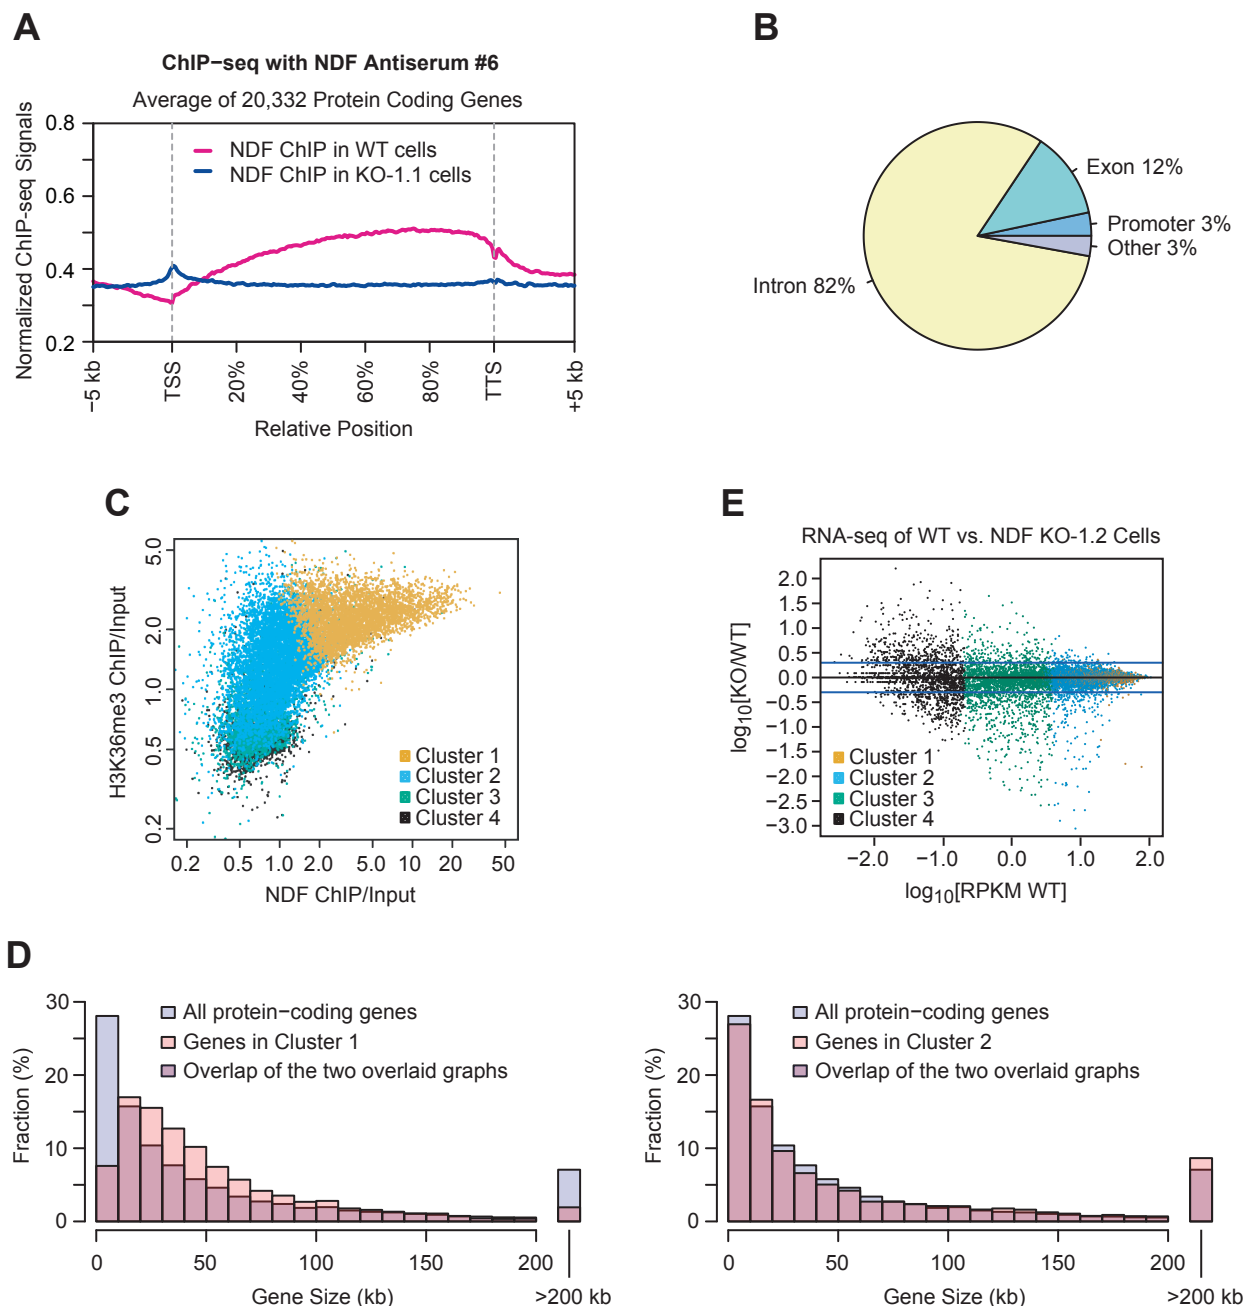 A
ChIP−seq with NDF Antiserum #6
Average of 20,332 Protein Coding Genes
Normalized ChIP-seq Signals
0.8
0.6
0.4
0.2
NDF ChIP in WT cells
NDF ChIP in KO-1.1 cells
−5 kb
TSS
20%
40%
60%
80%
TTS
+5 kb
Relative Position
B
Exon 12%
Promoter 3%
Other 3%
Intron 82%
C
H3K36me3 ChIP/Input
5.0
2.0
1.0
0.5
0.2
Cluster 1
Cluster 2
Cluster 3
Cluster 4
0.2 0.5 1.0 2.0 5.0 10 20 50
NDF ChIP/Input
E
RNA-seq of WT vs. NDF KO-1.2 Cells
log10[KO/WT]
2.0
1.5
1.0
0.5
0.0
−0.5
−1.0
−1.5
−2.0
−2.5
−3.0
Cluster 1
Cluster 2
Cluster 3
Cluster 4
−2.0 −1.0 0.0 1.0 2.0
log10[RPKM WT]
D
Fraction (%)
30
20
10
0
All protein−coding genes
Genes in Cluster 1
Overlap of the two overlaid graphs
0 50 100 150 200
>200 kb
Gene Size (kb)
Fraction (%)
30
20
10
0
All protein−coding genes
Genes in Cluster 2
Overlap of the two overlaid graphs
0 50 100 150 200
>200 kb
Gene Size (kb)